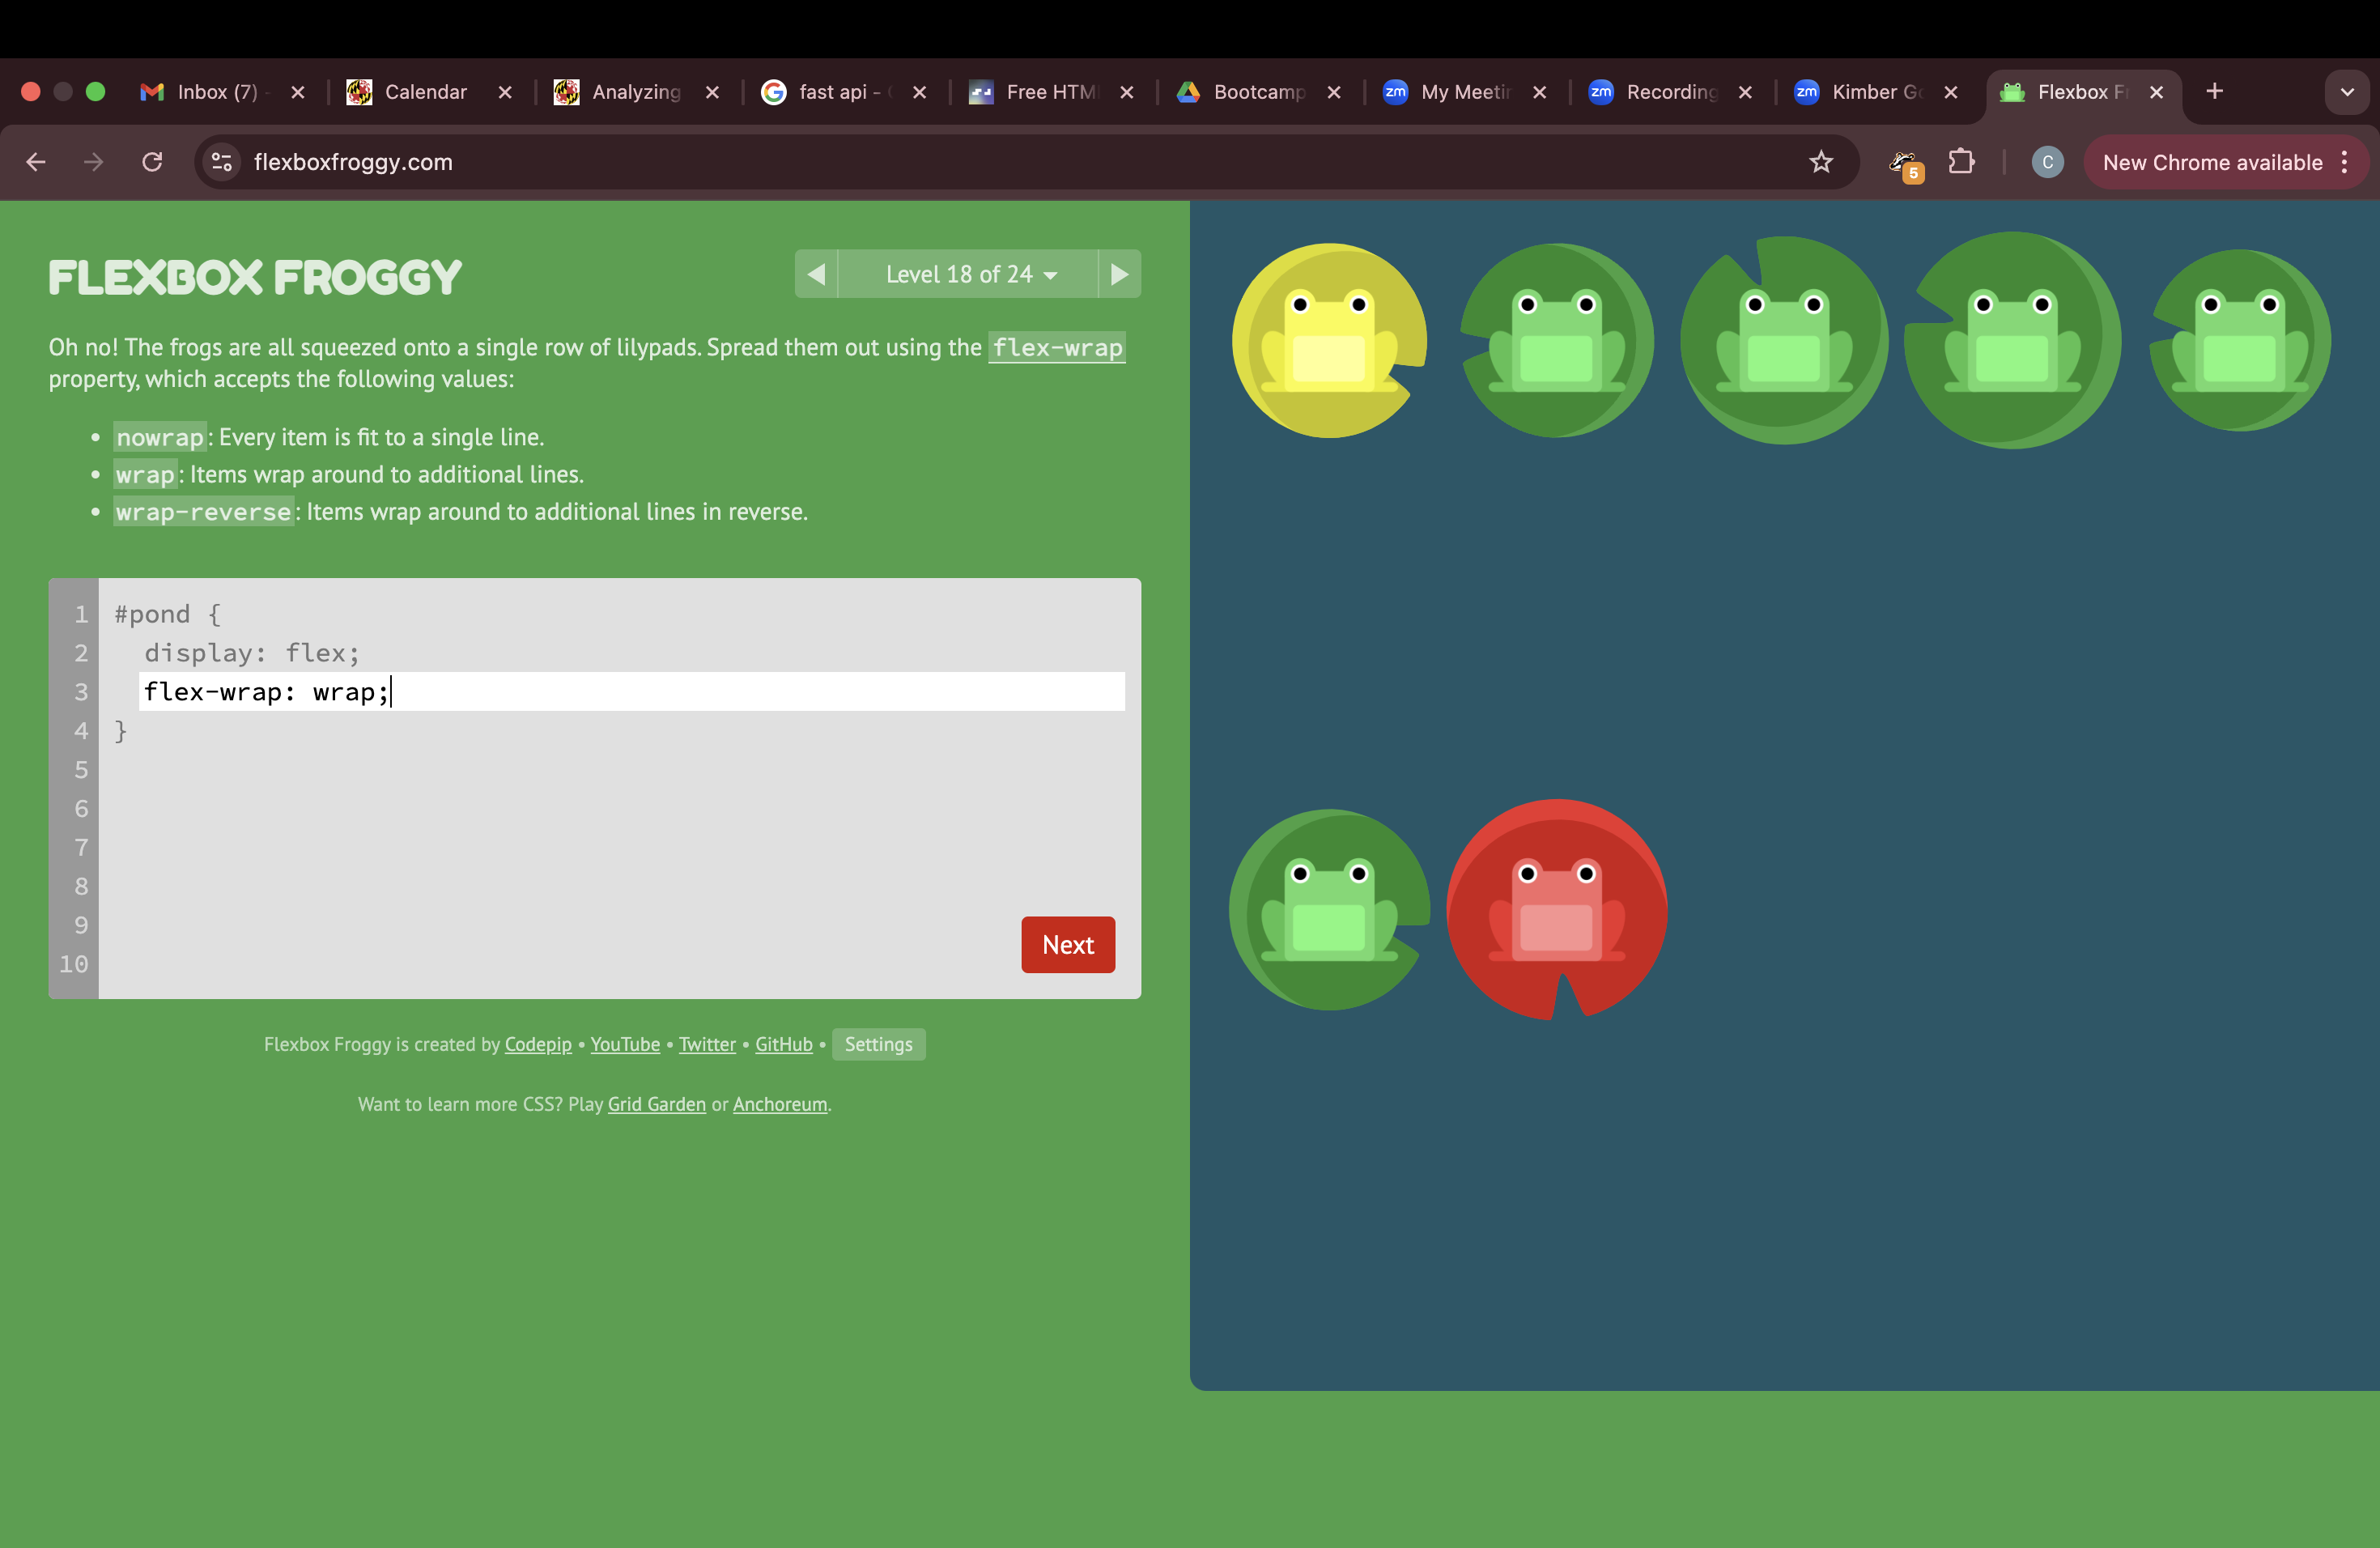 Inbox (7)
Calendar
Analyzing
fast api -
Free HTM
Bootcamp
zm My Meetin
zm Recording
zm Kimber Go
Flexbox Fr
flexboxfroggy.com
5
C
New Chrome available
FLEXBOX FROGGY
Level 18 of 24
Oh no! The frogs are all squeezed onto a single row of lilypads. Spread them out using the flex-wrap
property, which accepts the following values:
• nowrap: Every item is fit to a single line.
• wrap: Items wrap around to additional lines.
• wrap-reverse: Items wrap around to additional lines in reverse.
1 #pond {
2 display: flex;
3 flex-wrap: wrap;
4 }
5
6
7
8
9
10
Next
Flexbox Froggy is created by Codepip • YouTube • Twitter • GitHub • Settings
Want to learn more CSS? Play Grid Garden or Anchoreum.